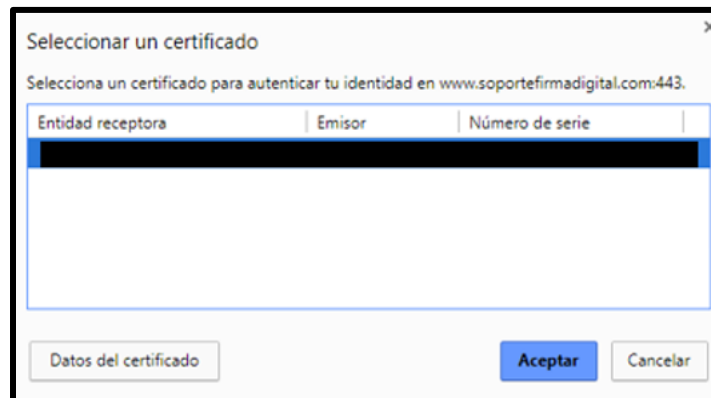 Seleccionar un certificado
Selecciona un certificado para autenticar tu identidad en www.soportefirmadigital.com:443.
Entidad receptora Emisor Número de serie
Datos del certificado Aceptar Cancelar